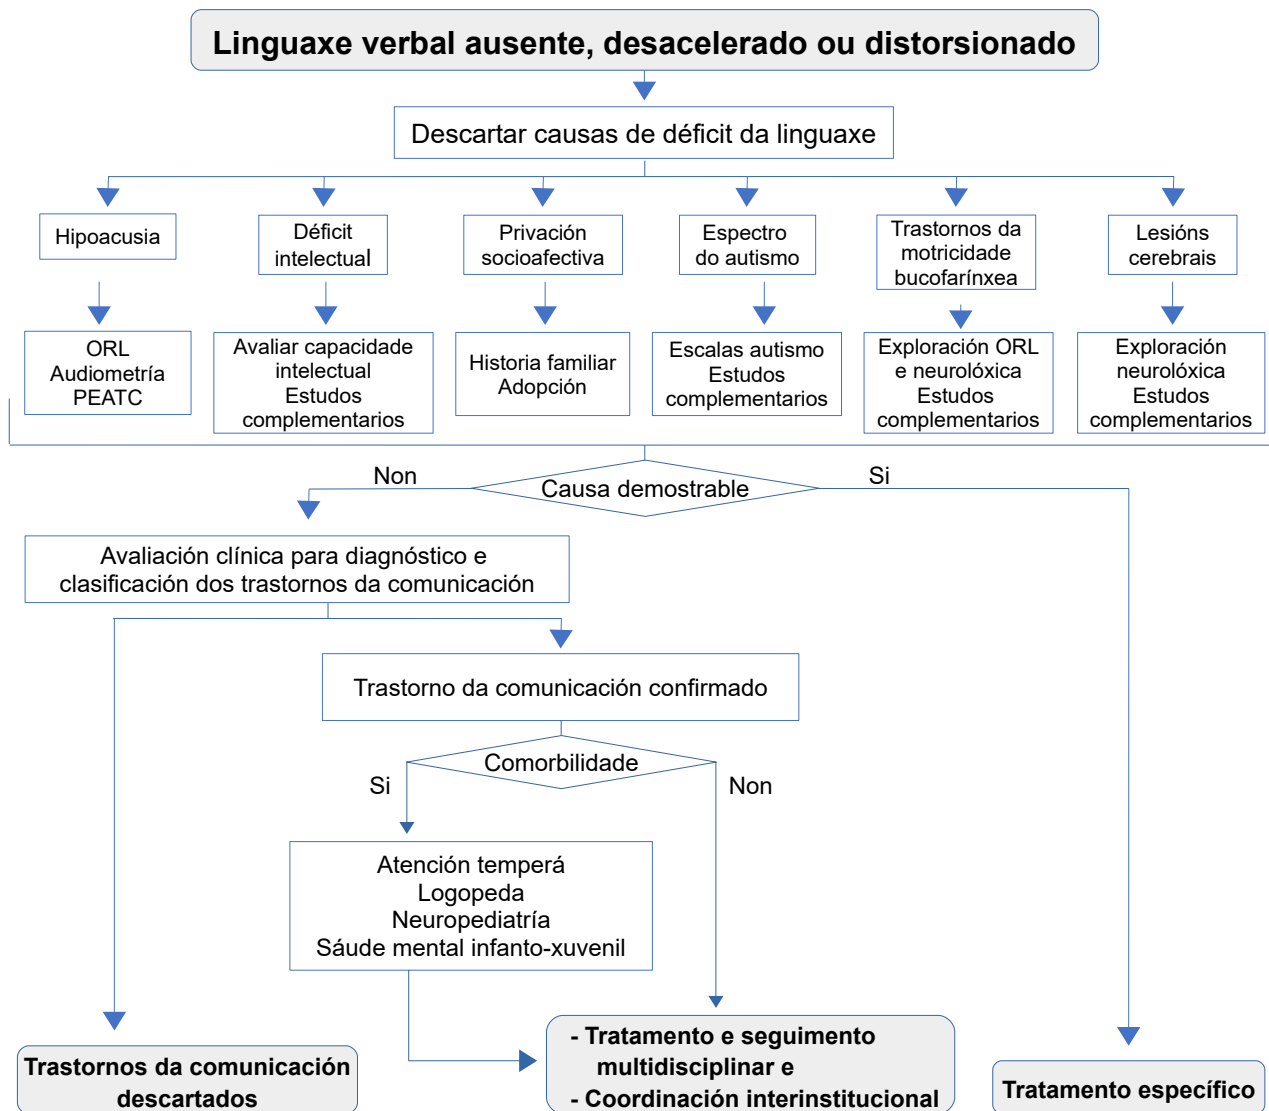 Linguaxe verbal ausente, desacelerado ou distorsionado
Descartar causas de déficit da linguaxe
Hipoacusia
Déficit
intelectual
Privación
socioafectiva
Espectro
do autismo
Trastornos da
motricidade
bucofarínxea
Lesións
cerebrais
ORL
Audiometría
PEATC
Avaliar capacidade
intelectual
Estudos
complementarios
Historia familiar
Adopción
Escalas autismo
Estudos
complementarios
Exploración ORL
e neurolóxica
Estudos
complementarios
Exploración
neurolóxica
Estudos
complementarios
Non
Causa demostrable
Si
Avaliación clínica para diagnóstico e
clasificación dos trastornos da comunicación
Trastorno da comunicación confirmado
Comorbilidade
Si
Non
Atención temperá
Logopeda
Neuropediatría
Sáude mental infanto-xuvenil
Trastornos da comunicación
descartados
- Tratamento e seguimento
multidisciplinar e
- Coordinación interinstitucional
Tratamento específico